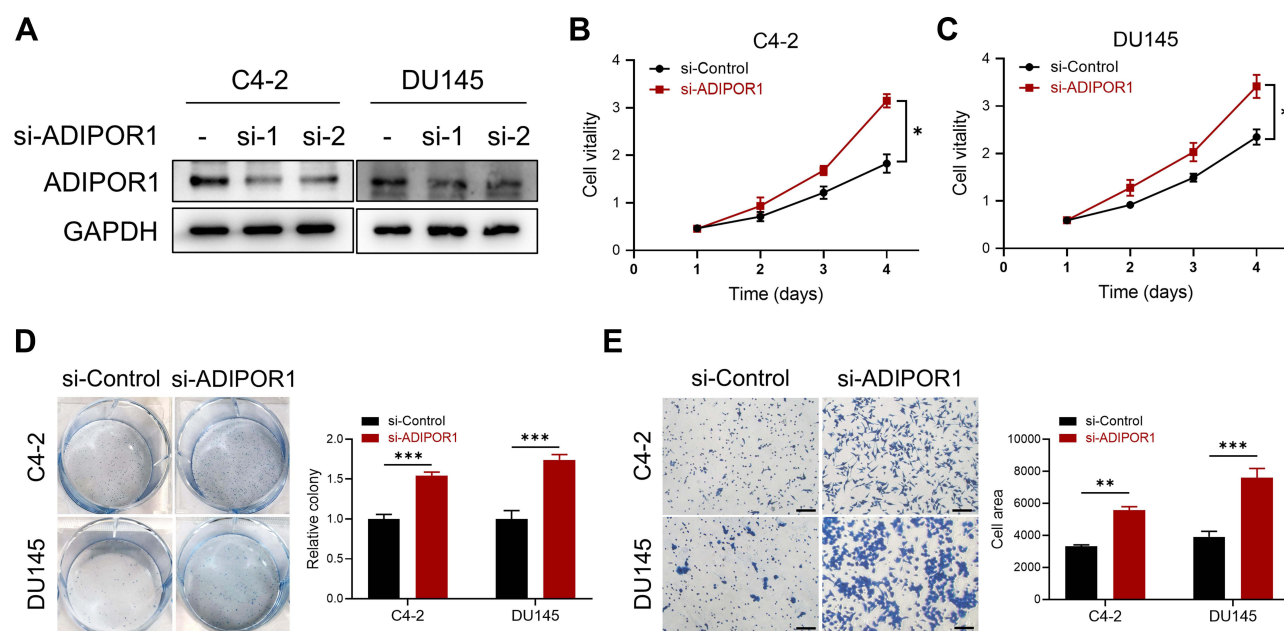 A
C4-2 DU145
si-ADIPOR1 - si-1 si-2 - si-1 si-2
ADIPOR1
GAPDH
B
C4-2
si-Control
si-ADIPOR1
*
Cell vitality
4
3
2
1
0
0 1 2 3 4
Time (days)
C
DU145
si-Control
si-ADIPOR1
Cell vitality
4
3
2
1
0
0 1 2 3 4
Time (days)
D
si-Control si-ADIPOR1
C4-2
DU145
si-Control
si-ADIPOR1
*** ***
Relative colony
2.0
1.5
1.0
0.5
0.0
C4-2 DU145
E
si-Control si-ADIPOR1
C4-2
DU145
si-Control
si-ADIPOR1
** ***
Cell area
10000
8000
6000
4000
2000
0
C4-2 DU145